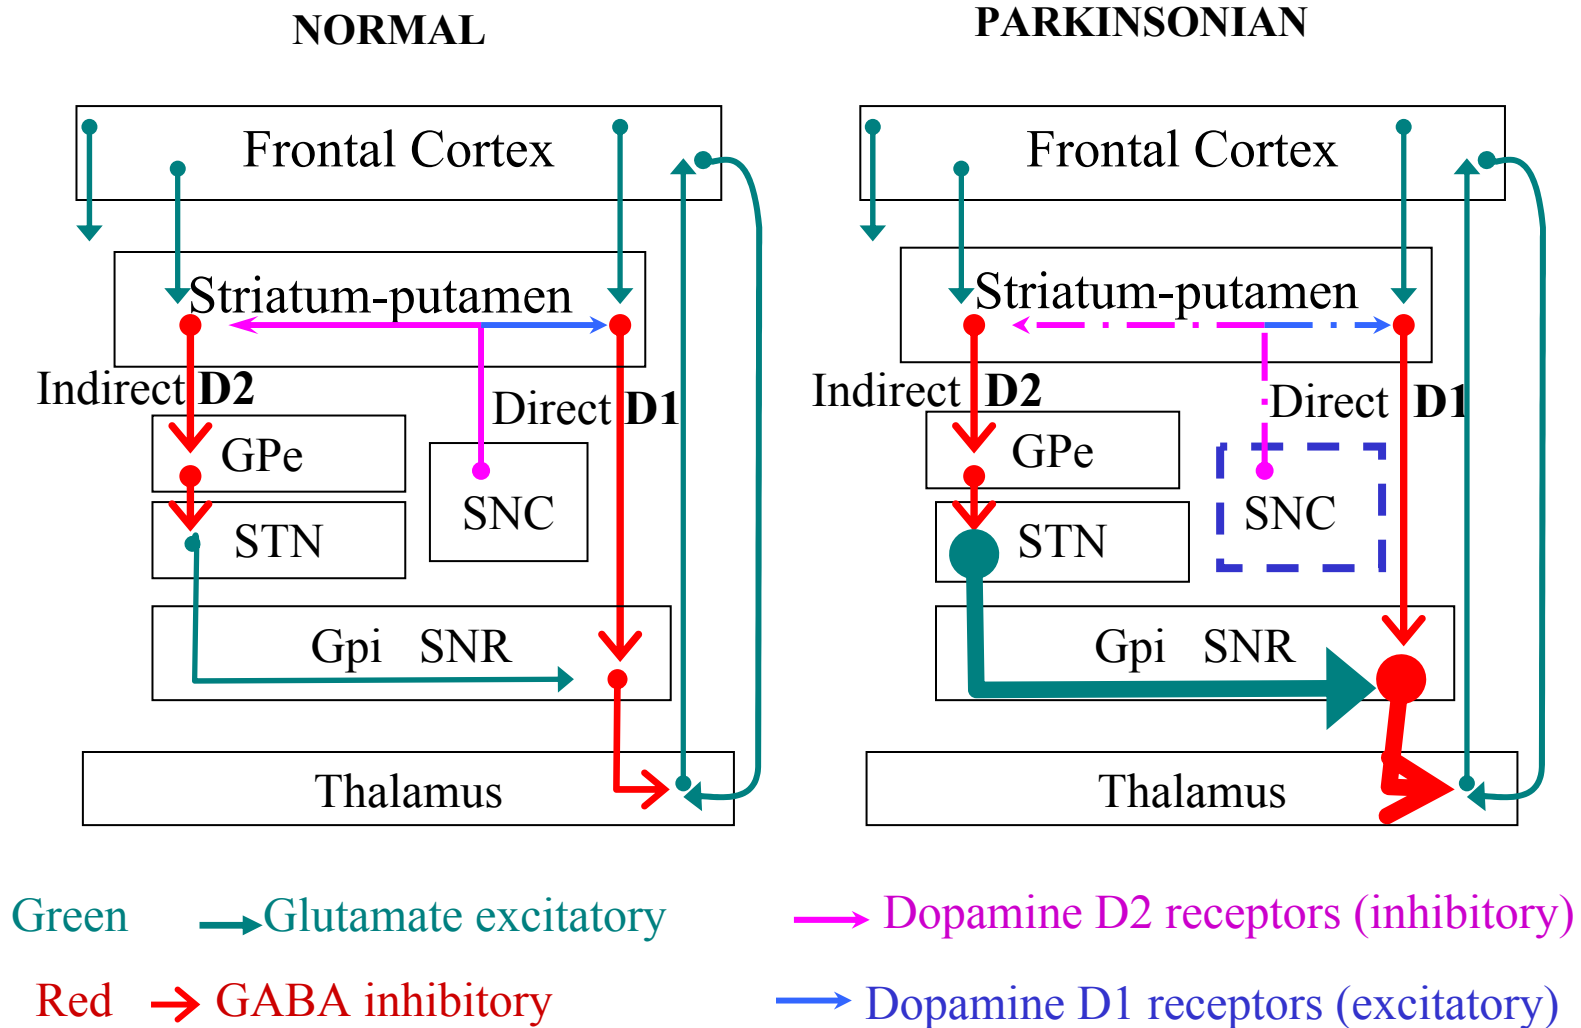 NORMAL
Frontal Cortex
Striatum-putamen
Indirect D2
Direct D1
GPe
SNC
STN
Gpi SNR
Thalamus
PARKINSONIAN
Frontal Cortex
Striatum-putamen
Indirect D2
Direct D1
GPe
SNC
STN
Gpi SNR
Thalamus
Green Glutamate excitatory
Dopamine D2 receptors (inhibitory)
Red GABA inhibitory
Dopamine D1 receptors (excitatory)